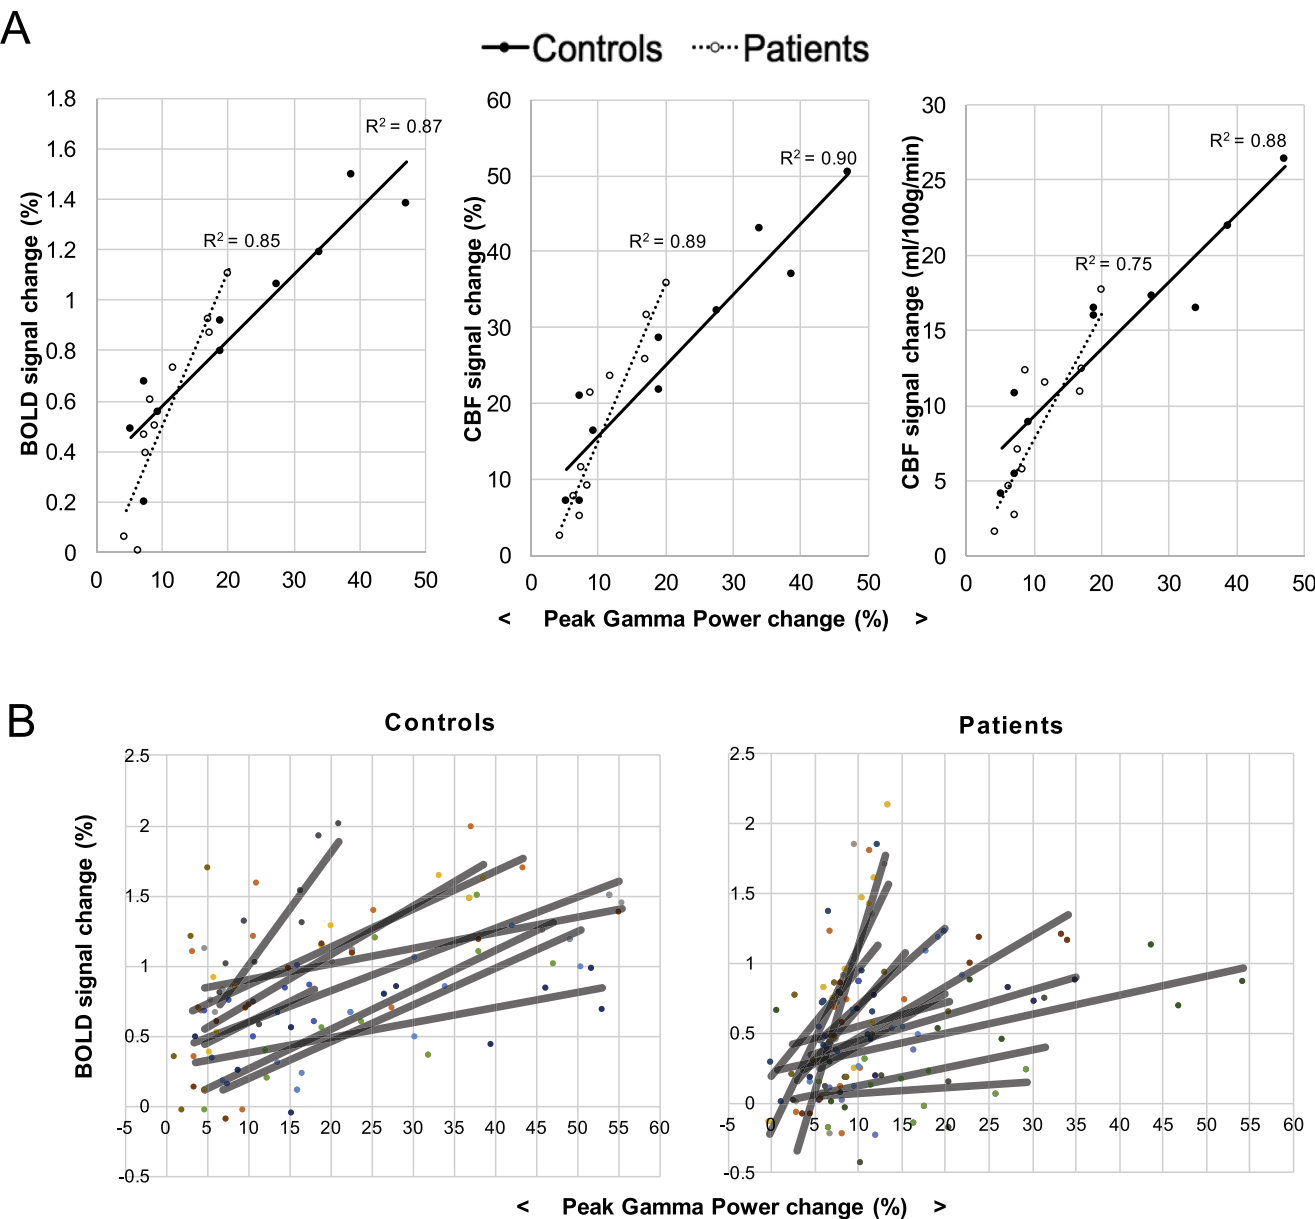 A
Controls Patients
BOLD signal change (%)
1.8
1.6
1.4
1.2
1
0.8
0.6
0.4
0.2
0
R² = 0.87
R² = 0.85
0 10 20 30 40 50
CBF signal change (%)
60
50
40
30
20
10
0
R² = 0.90
R² = 0.89
0 10 20 30 40 50
CBF signal change (ml/100g/min)
30
25
20
15
10
5
0
R² = 0.88
R² = 0.75
0 10 20 30 40 50
< Peak Gamma Power change (%) >
B
Controls
BOLD signal change (%)
2.5
2
1.5
1
0.5
0
-0.5
-5 0 5 10 15 20 25 30 35 40 45 50 55 60
Patients
2.5
2
1.5
1
0.5
0
-0.5
-5 0 5 10 15 20 25 30 35 40 45 50 55 60
< Peak Gamma Power change (%) >